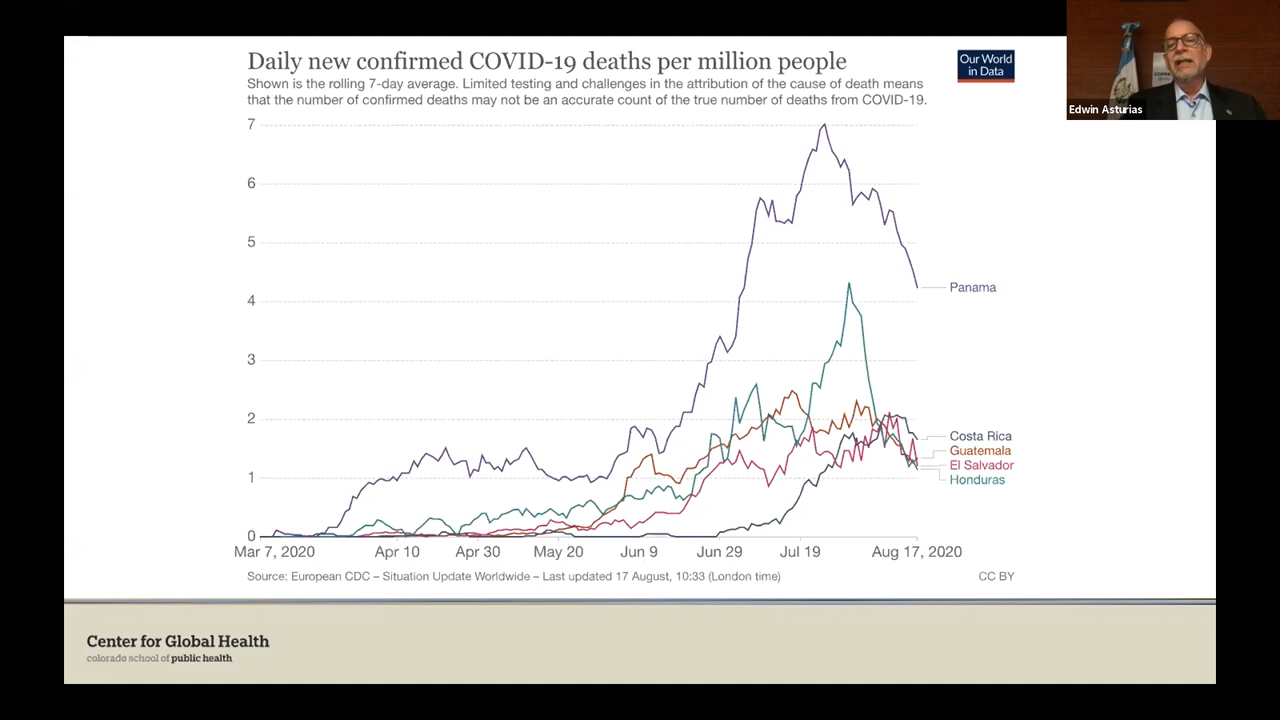 Daily new confirmed COVID-19 deaths per million people
Shown is the rolling 7-day average. Limited testing and challenges in the attribution of the cause of death means
that the number of confirmed deaths may not be an accurate count of the true number of deaths from COVID-19.
Our World
in Data
Edwin Asturias
7
6
5
4
3
2
1
0
Panama
Costa Rica
Guatemala
El Salvador
Honduras
Mar 7, 2020
Apr 10
Apr 30
May 20
Jun 9
Jun 29
Jul 19
Aug 17, 2020
Source: European CDC – Situation Update Worldwide – Last updated 17 August, 10:33 (London time)
CC BY
Center for Global Health
colorado school of public health